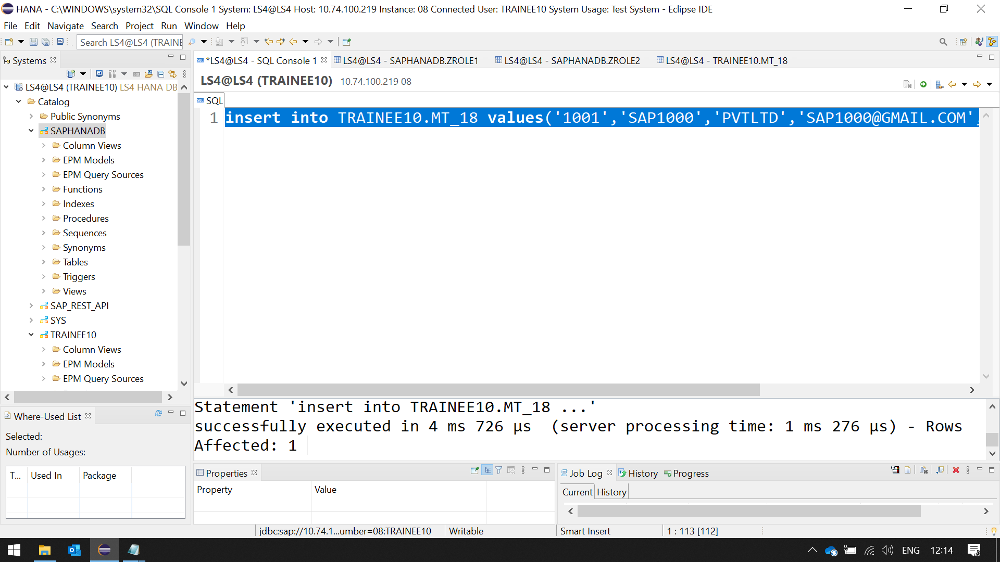 HANA - C:\WINDOWS\system32\SQL Console 1 System: LS4@LS4 Host: 10.74.100.219 Instance: 08 Connected User: TRAINEE10 System Usage: Test System - Eclipse IDE
File Edit Navigate Search Project Run Window Help
Search LS4@LS4 (TRAINE
Systems
*LS4@LS4 - SQL Console 1
LS4@LS4 - SAPHANADB.ZROLE1
LS4@LS4 - SAPHANADB.ZROLE2
LS4@LS4 - TRAINEE10.MT_18
LS4@LS4 (TRAINEE10) 10.74.100.219 08
SQL
1 insert into TRAINEE10.MT_18 values('1001','SAP1000','PVTLTD','SAP1000@GMAIL.COM',
LS4@LS4 (TRAINEE10) LS4 HANA DB
Catalog
Public Synonyms
SAPHANADB
Column Views
EPM Models
EPM Query Sources
Functions
Indexes
Procedures
Sequences
Synonyms
Tables
Triggers
Views
SAP_REST_API
SYS
TRAINEE10
Column Views
EPM Models
EPM Query Sources
Statement 'insert into TRAINEE10.MT_18 ...'
successfully executed in 4 ms 726 µs (server processing time: 1 ms 276 µs) - Rows
Affected: 1
Where-Used List
Selected:
Number of Usages:
T... Used In Package
Properties
Property Value
Job Log History Progress
Current History
jdbc:sap://10.74.1...umber=08:TRAINEE10 Writable Smart Insert 1 : 113 [112]
ENG 12:14